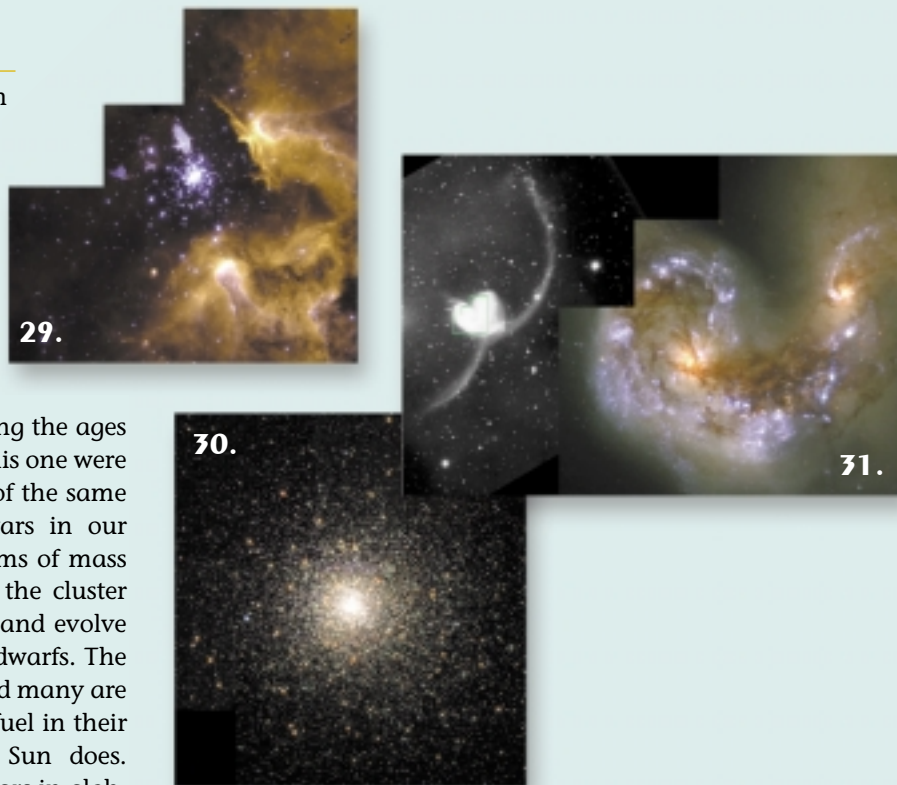 n
29.
31.
30.
ng the ages
his one were
of the same
ars in our
ms of mass
the cluster
and evolve
dwarfs. The
d many are
fuel in their
Sun does.